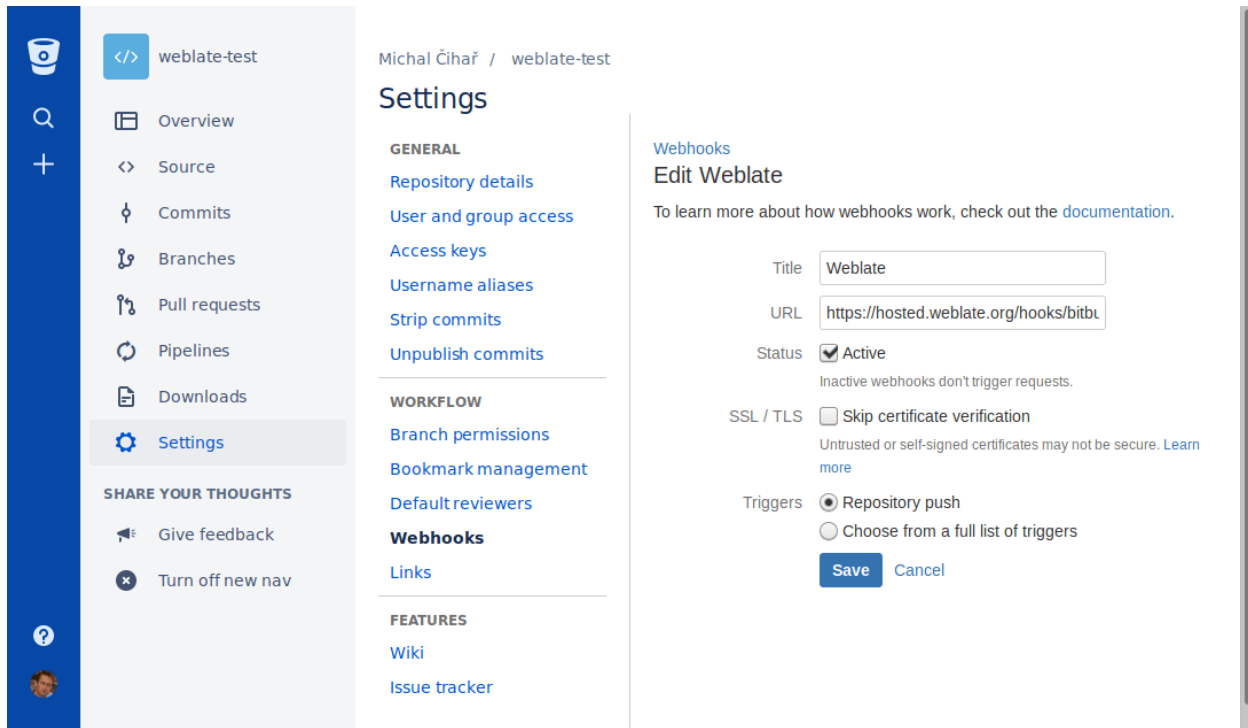 </> weblate-test
Overview
Source
Commits
Branches
Pull requests
Pipelines
Downloads
Settings
SHARE YOUR THOUGHTS
Give feedback
Turn off new nav
Michal Čihař / weblate-test
Settings
GENERAL
Repository details
User and group access
Access keys
Username aliases
Strip commits
Unpublish commits
WORKFLOW
Branch permissions
Bookmark management
Default reviewers
Webhooks
Links
FEATURES
Wiki
Issue tracker
Webhooks
Edit Weblate
To learn more about how webhooks work, check out the documentation.
Title Weblate
URL https://hosted.weblate.org/hooks/bitbu
Status Active
Inactive webhooks don't trigger requests.
SSL / TLS Skip certificate verification
Untrusted or self-signed certificates may not be secure. Learn
more
Triggers Repository push
Choose from a full list of triggers
Save Cancel